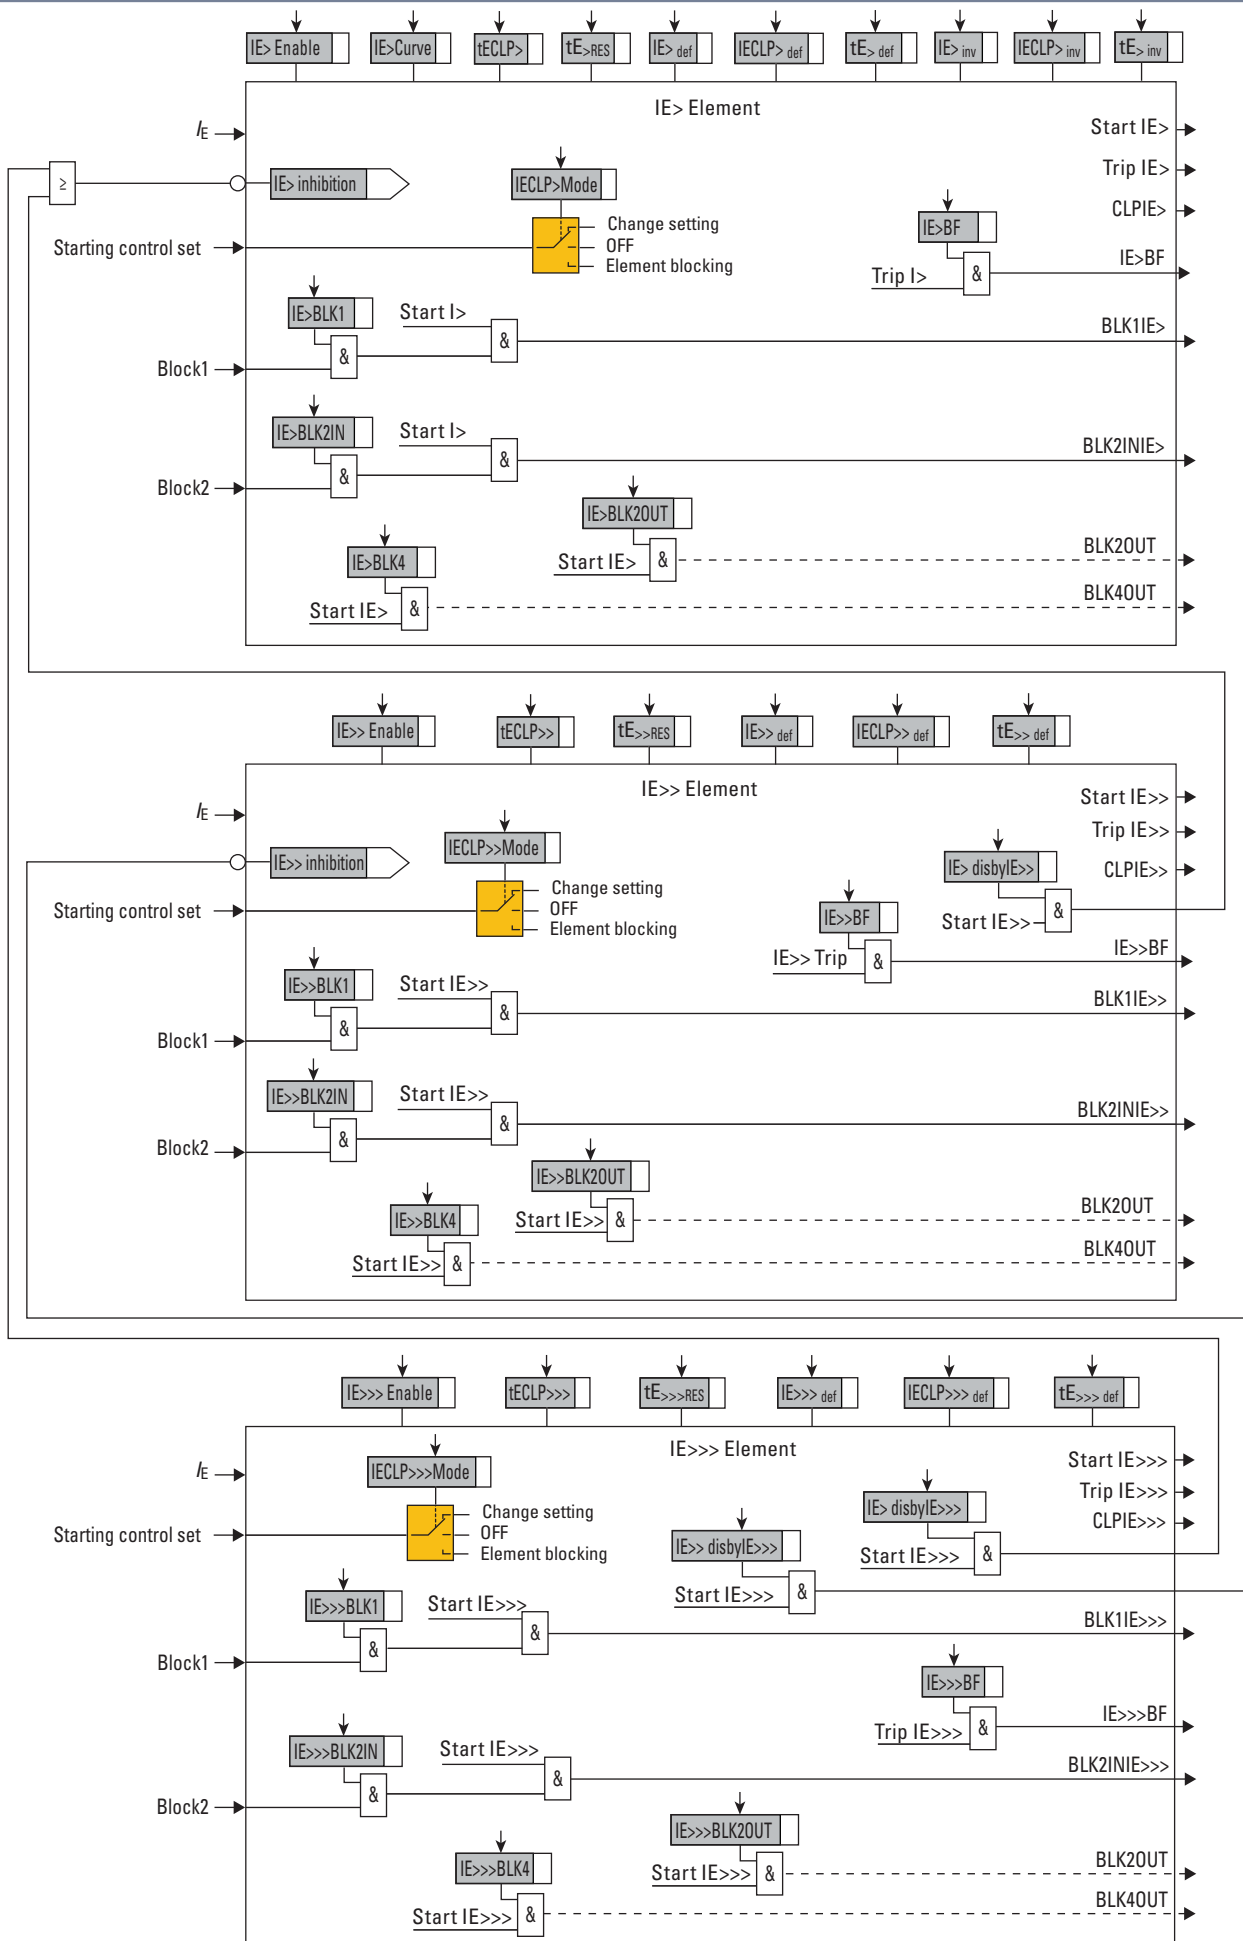 IE> Enable IE>Curve tECLP> tE>RES IE> def IECLP> def tE> def IE> inv IECLP> inv tE> inv
IE> Element
IE
Start IE>
Trip IE>
≥
IE> inhibition
IECLP>Mode
CLPIE>
Change setting
Starting control set
OFF
Element blocking
IE>BF
Trip I>
&
IE>BF
IE>BLK1
Start I>
&
&
BLK1IE>
Block1
IE>BLK2IN
Start I>
&
&
BLK2INIE>
Block2
IE>BLK2OUT
Start IE>
&
BLK2OUT
IE>BLK4
Start IE>
&
BLK4OUT
IE>> Enable tECLP>> tE>>RES IE>> def IECLP>> def tE>> def
IE>> Element
IE
Start IE>>
Trip IE>>
IE>> inhibition
IECLP>>Mode
IE> disbyIE>>
CLPIE>>
Change setting
Starting control set
OFF
Element blocking
Start IE>>
&
IE>>BF
IE>> Trip
&
IE>>BF
IE>>BLK1
Start IE>>
&
&
BLK1IE>>
Block1
IE>>BLK2IN
Start IE>>
&
&
BLK2INIE>>
Block2
IE>>BLK2OUT
Start IE>>
&
BLK2OUT
IE>>BLK4
Start IE>>
&
BLK4OUT
IE>>> Enable tECLP>>> tE>>>RES IE>>> def IECLP>>> def tE>>> def
IE>>> Element
IE
IECLP>>>Mode
Start IE>>>
Trip IE>>>
CLPIE>>>
Change setting
Starting control set
OFF
Element blocking
IE> disbyIE>>>
Start IE>>>
&
IE>> disbyIE>>>
Start IE>>>
&
IE>>>BLK1
Start IE>>>
&
&
BLK1IE>>>
Block1
IE>>>BF
Trip IE>>>
&
IE>>>BF
IE>>>BLK2IN
Start IE>>>
&
&
BLK2INIE>>>
Block2
IE>>>BLK2OUT
Start IE>>>
&
BLK2OUT
IE>>>BLK4
Start IE>>>
&
BLK4OUT